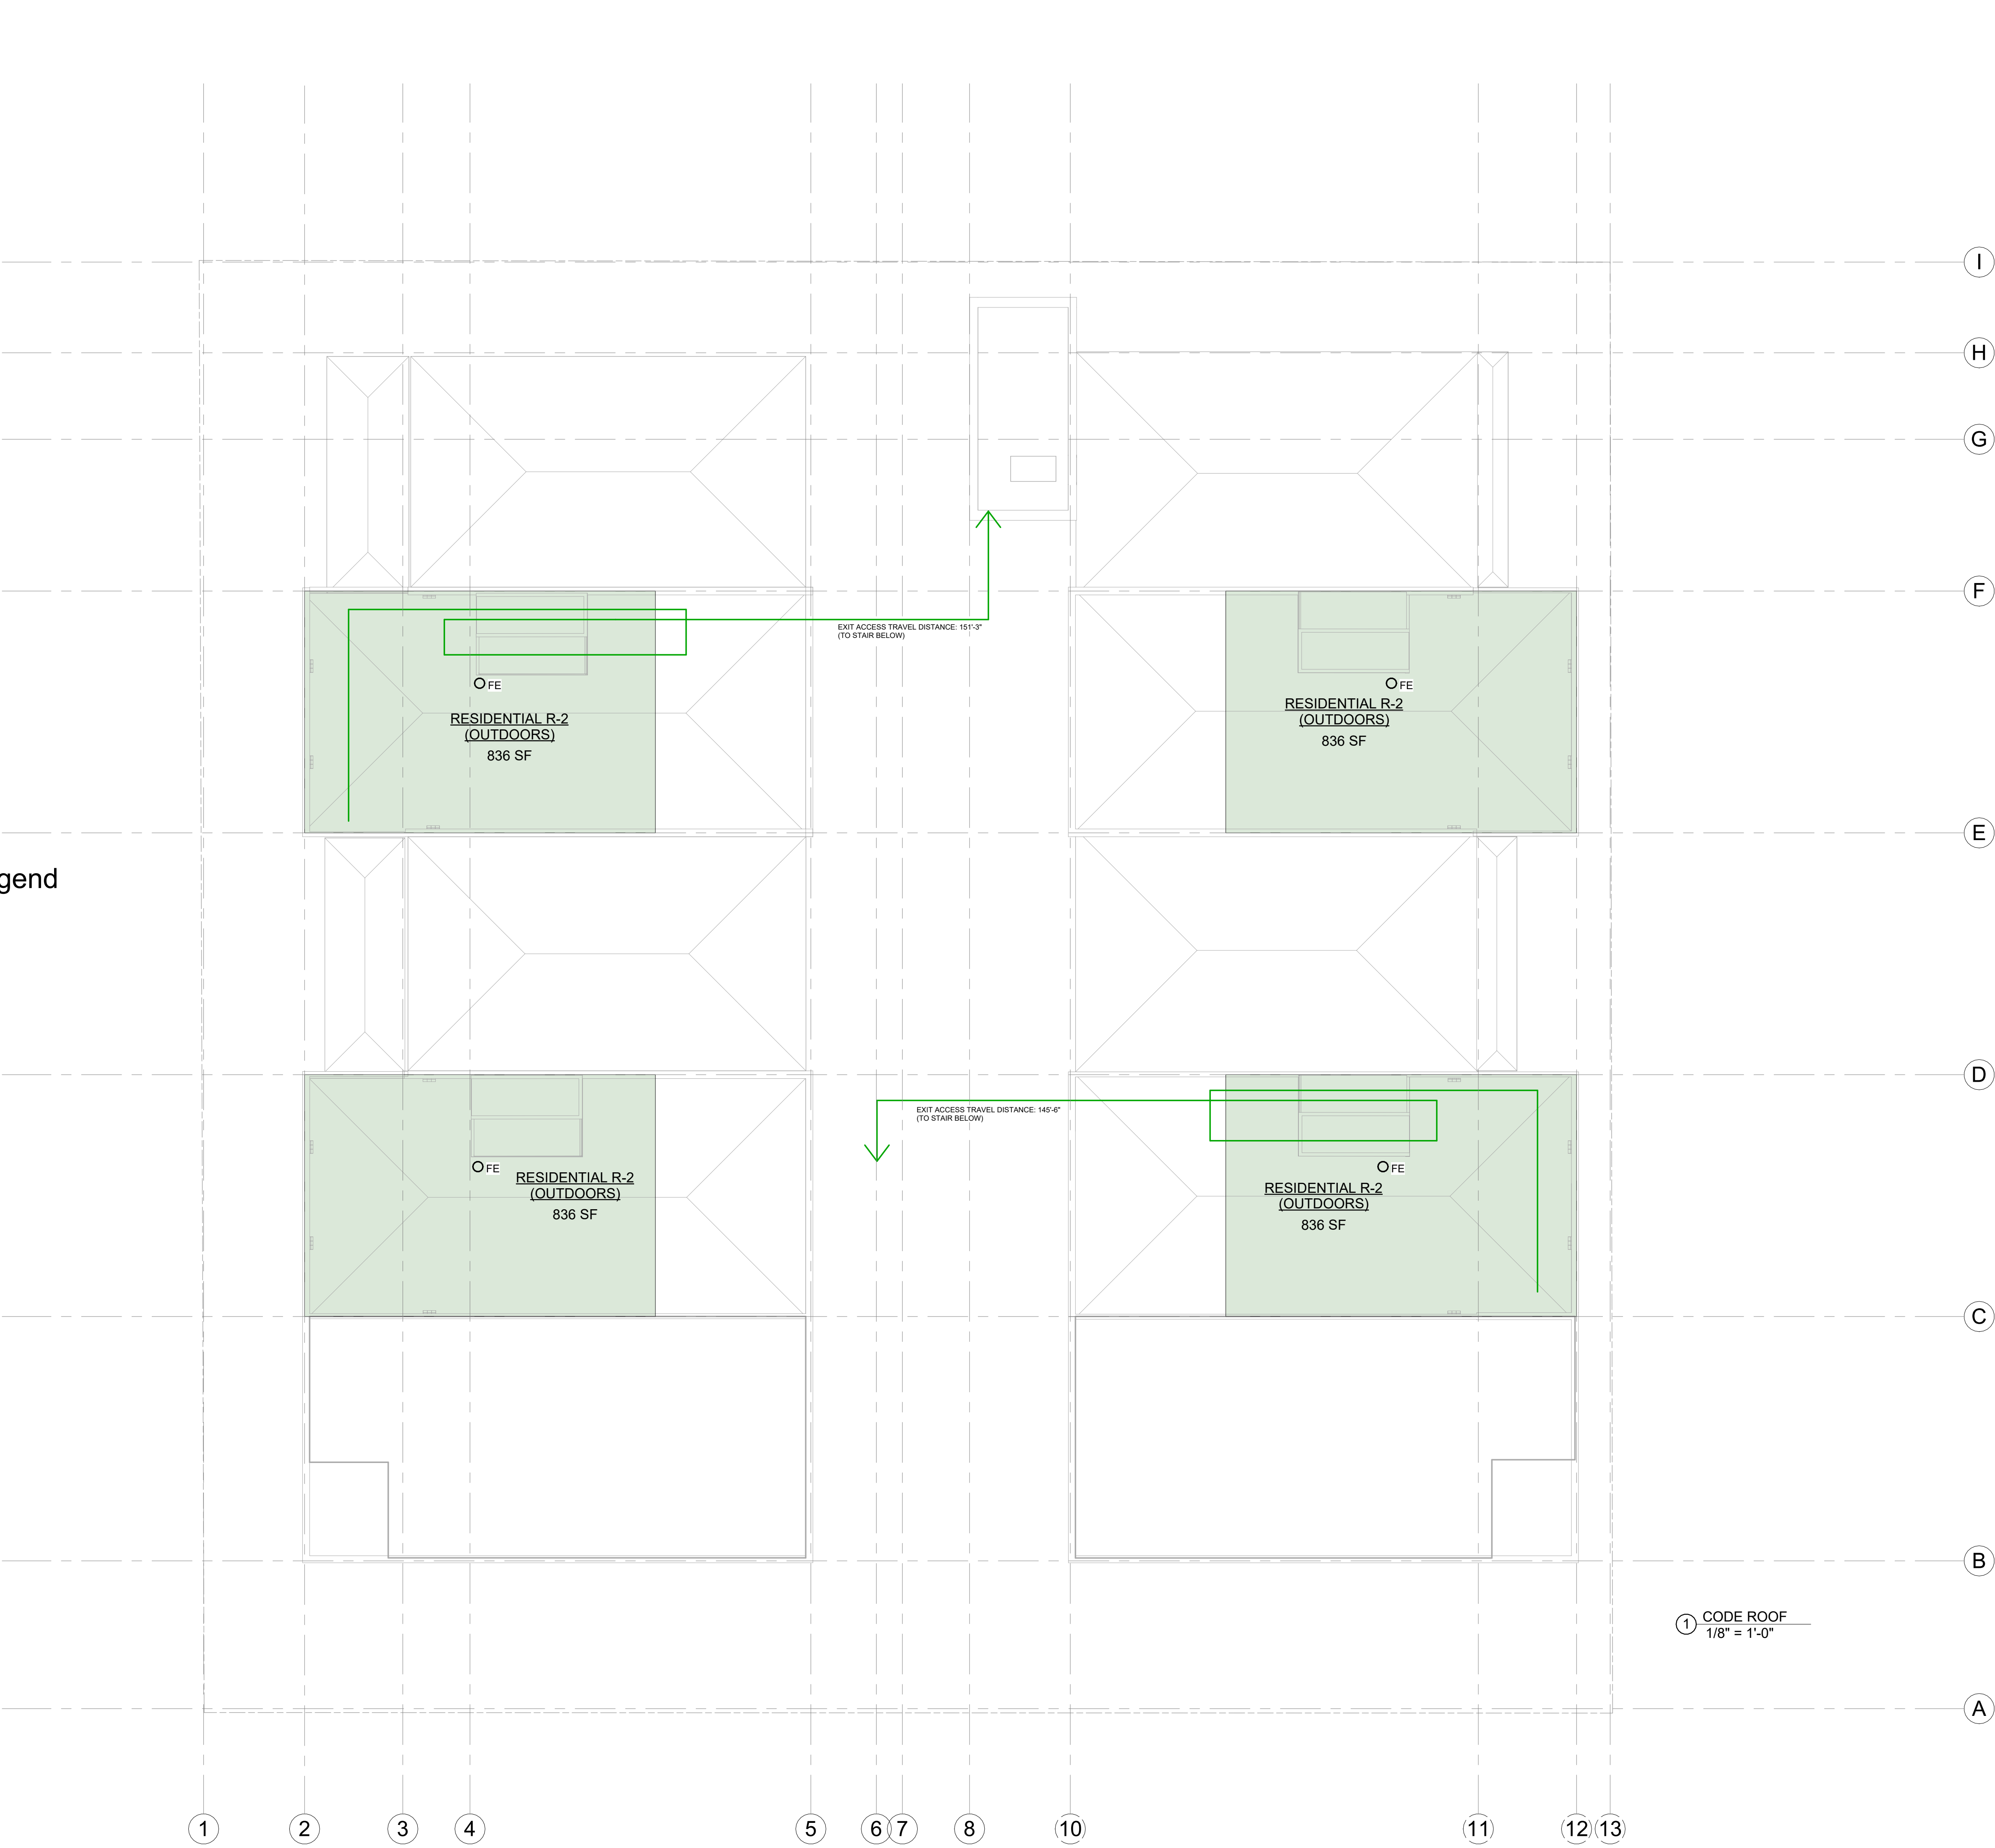 I
H
G
F
EXIT ACCESS TRAVEL DISTANCE: 151'-3"
(TO STAIR BELOW)
FE
RESIDENTIAL R-2
(OUTDOORS)
836 SF
FE
RESIDENTIAL R-2
(OUTDOORS)
836 SF
E
gend
D
EXIT ACCESS TRAVEL DISTANCE: 145'-6"
(TO STAIR BELOW)
FE
RESIDENTIAL R-2
(OUTDOORS)
836 SF
FE
RESIDENTIAL R-2
(OUTDOORS)
836 SF
C
B
1
CODE ROOF
1/8" = 1'-0"
A
1 2 3 4 5 6 7 8 10 11 12 13